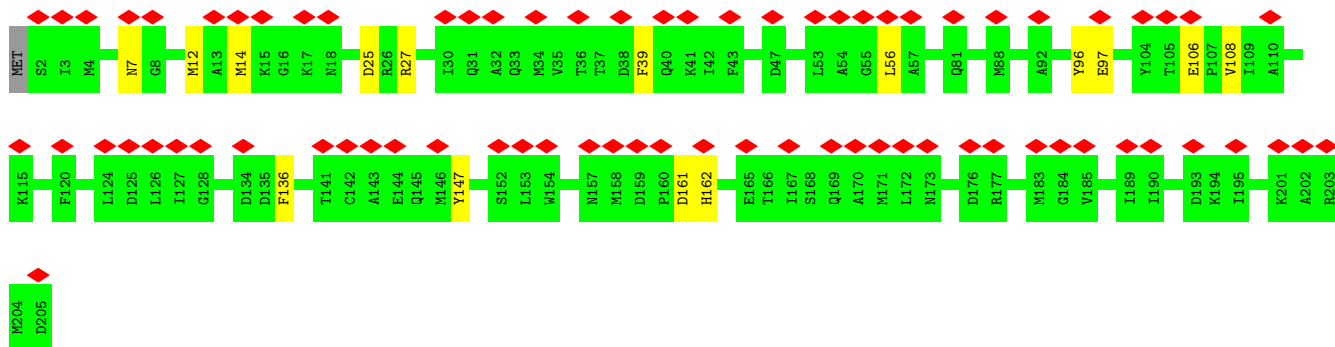 MET S2 I3 M4 N7 G8 M12 A13 M14 K15 G16 K17 N18 D25 R26 R27 I30 Q31 A32 Q33 M34 V35 T36 T37 D38 F39 Q40 K41 I42 F43 D47 L53 A54 G55 L56 A57 Q81 M88 A92 Y96 E97 Y104 T105 E106 P107 V108 I109 A110
K115 F120 L124 D125 L126 I127 G128 D134 D135 F136 T141 C142 A143 E144 Q145 M146 Y147 S152 L153 W154 N157 M158 D159 P160 D161 H162 E165 T166 I167 S168 Q169 A170 M171 L172 N173 D176 R177 M183 G184 V185 I189 I190 D193 K194 I195 K201 A202 R203
M204 D205